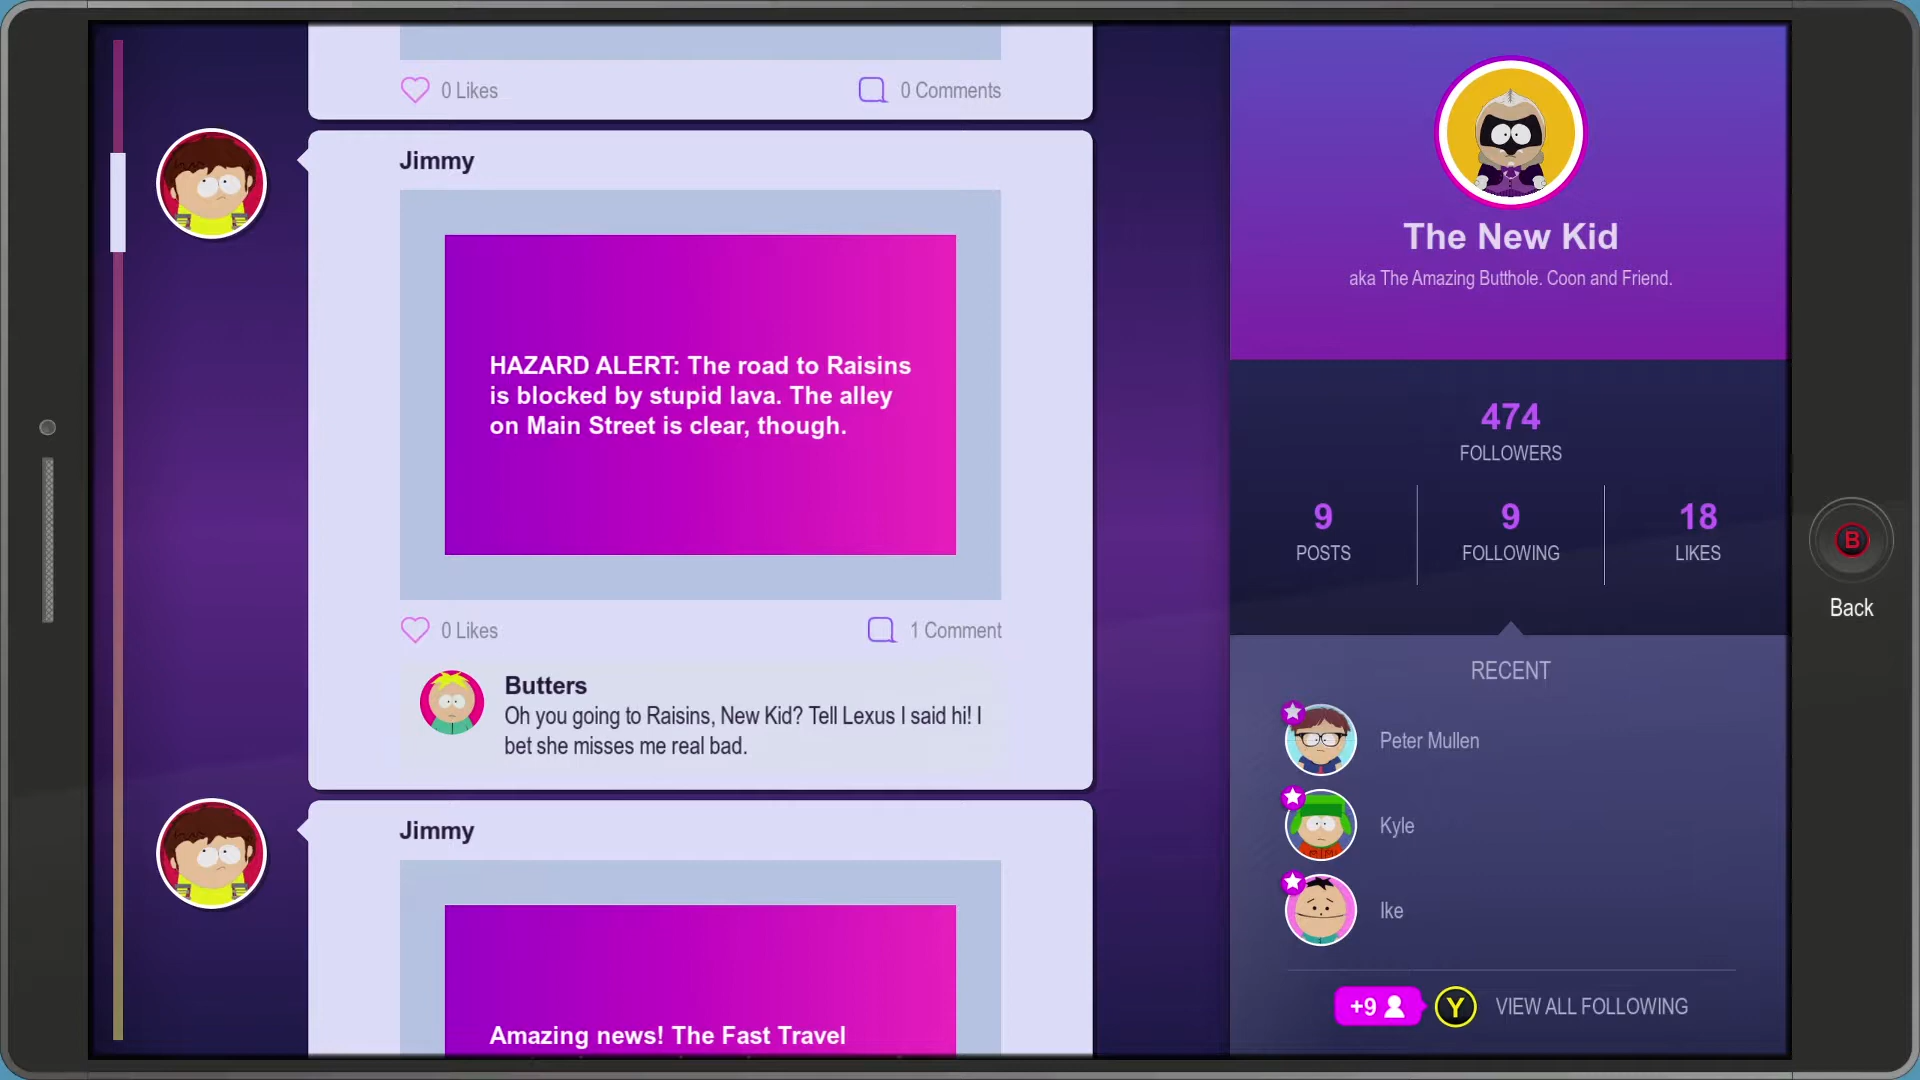 0 Likes
0 Comments
Jimmy
HAZARD ALERT: The road to Raisins
is blocked by stupid lava. The alley
on Main Street is clear, though.
0 Likes
1 Comment
Butters
Oh you going to Raisins, New Kid? Tell Lexus I said hi! I
bet she misses me real bad.
Jimmy
Amazing news! The Fast Travel
The New Kid
aka The Amazing Butthole. Coon and Friend.
474
FOLLOWERS
9
POSTS
9
FOLLOWING
18
LIKES
RECENT
Peter Mullen
Kyle
Ike
+9
Y
VIEW ALL FOLLOWING
B
Back